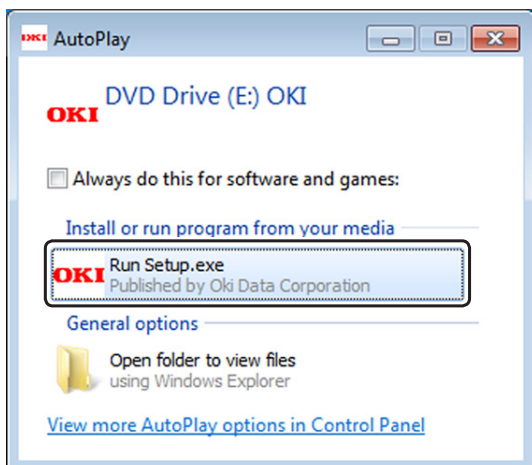 OKI AutoPlay
OKI DVD Drive (E:) OKI
Always do this for software and games:
Install or run program from your media
OKI Run Setup.exe
Published by Oki Data Corporation
General options
Open folder to view files
using Windows Explorer
View more AutoPlay options in Control Panel